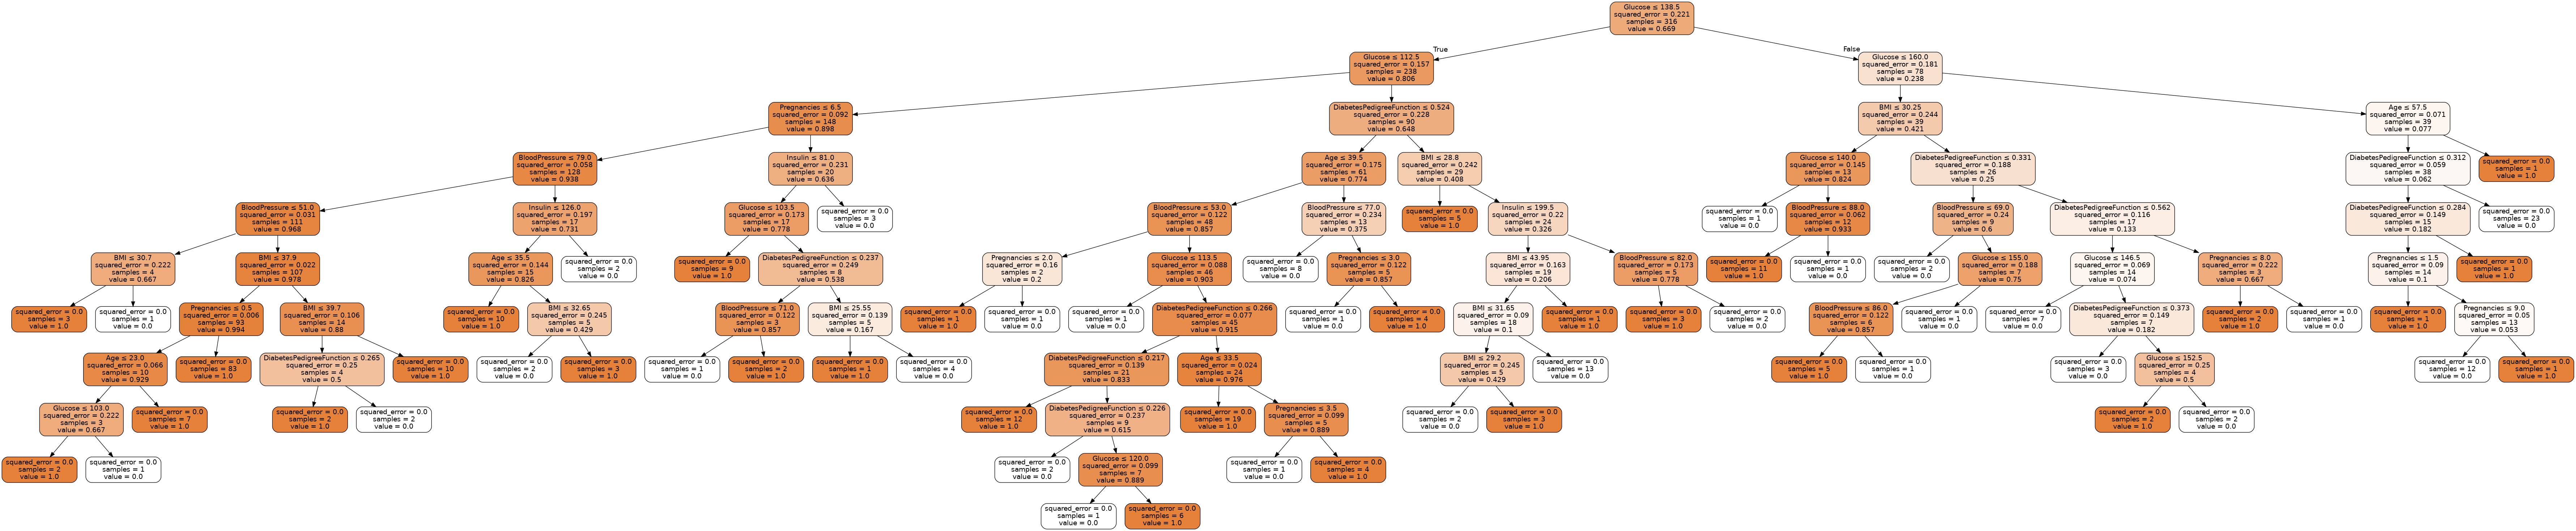 Glucose ≤ 138.5
squared_error = 0.221
samples = 316
value = 0.669
True
False
Glucose ≤ 112.5
squared_error = 0.157
samples = 238
value = 0.806
Glucose ≤ 160.0
squared_error = 0.181
samples = 78
value = 0.238
Pregnancies ≤ 6.5
squared_error = 0.092
samples = 148
value = 0.898
DiabetesPedigreeFunction ≤ 0.524
squared_error = 0.228
samples = 90
value = 0.648
BMI ≤ 30.25
squared_error = 0.244
samples = 39
value = 0.421
Age ≤ 57.5
squared_error = 0.071
samples = 39
value = 0.077
BloodPressure ≤ 79.0
squared_error = 0.058
samples = 128
value = 0.938
Insulin ≤ 81.0
squared_error = 0.231
samples = 20
value = 0.636
Age ≤ 39.5
squared_error = 0.175
samples = 61
value = 0.774
BMI ≤ 28.8
squared_error = 0.242
samples = 29
value = 0.408
Glucose ≤ 140.0
squared_error = 0.145
samples = 13
value = 0.824
DiabetesPedigreeFunction ≤ 0.331
squared_error = 0.188
samples = 26
value = 0.25
DiabetesPedigreeFunction ≤ 0.312
squared_error = 0.059
samples = 38
value = 0.062
squared_error = 0.0
samples = 1
value = 1.0
BloodPressure ≤ 51.0
squared_error = 0.031
samples = 111
value = 0.968
Insulin ≤ 126.0
squared_error = 0.197
samples = 17
value = 0.731
Glucose ≤ 103.5
squared_error = 0.173
samples = 17
value = 0.778
squared_error = 0.0
samples = 3
value = 0.0
BloodPressure ≤ 53.0
squared_error = 0.122
samples = 48
value = 0.857
BloodPressure ≤ 77.0
squared_error = 0.234
samples = 13
value = 0.375
squared_error = 0.0
samples = 5
value = 1.0
Insulin ≤ 199.5
squared_error = 0.22
samples = 24
value = 0.326
squared_error = 0.0
samples = 1
value = 0.0
BloodPressure ≤ 88.0
squared_error = 0.062
samples = 12
value = 0.933
BloodPressure ≤ 69.0
squared_error = 0.24
samples = 9
value = 0.6
DiabetesPedigreeFunction ≤ 0.562
squared_error = 0.116
samples = 17
value = 0.133
DiabetesPedigreeFunction ≤ 0.284
squared_error = 0.149
samples = 15
value = 0.182
squared_error = 0.0
samples = 23
value = 0.0
BMI ≤ 30.7
squared_error = 0.222
samples = 4
value = 0.667
BMI ≤ 37.9
squared_error = 0.022
samples = 107
value = 0.978
Age ≤ 35.5
squared_error = 0.144
samples = 15
value = 0.826
squared_error = 0.0
samples = 2
value = 0.0
squared_error = 0.0
samples = 9
value = 1.0
DiabetesPedigreeFunction ≤ 0.237
squared_error = 0.249
samples = 8
value = 0.538
Pregnancies ≤ 2.0
squared_error = 0.16
samples = 2
value = 0.2
Glucose ≤ 113.5
squared_error = 0.088
samples = 46
value = 0.903
squared_error = 0.0
samples = 8
value = 0.0
Pregnancies ≤ 3.0
squared_error = 0.122
samples = 5
value = 0.857
BMI ≤ 43.95
squared_error = 0.163
samples = 19
value = 0.206
BloodPressure ≤ 82.0
squared_error = 0.173
samples = 5
value = 0.778
squared_error = 0.0
samples = 11
value = 1.0
squared_error = 0.0
samples = 1
value = 0.0
squared_error = 0.0
samples = 2
value = 0.0
Glucose ≤ 155.0
squared_error = 0.188
samples = 7
value = 0.75
Glucose ≤ 146.5
squared_error = 0.069
samples = 14
value = 0.074
Pregnancies ≤ 8.0
squared_error = 0.222
samples = 3
value = 0.667
Pregnancies ≤ 1.5
squared_error = 0.09
samples = 14
value = 0.1
squared_error = 0.0
samples = 1
value = 1.0
squared_error = 0.0
samples = 3
value = 1.0
squared_error = 0.0
samples = 1
value = 0.0
Pregnancies ≤ 0.5
squared_error = 0.006
samples = 93
value = 0.994
BMI ≤ 39.7
squared_error = 0.106
samples = 14
value = 0.88
squared_error = 0.0
samples = 10
value = 1.0
BMI ≤ 32.65
squared_error = 0.245
samples = 5
value = 0.429
BloodPressure ≤ 71.0
squared_error = 0.122
samples = 3
value = 0.857
BMI ≤ 25.55
squared_error = 0.139
samples = 5
value = 0.167
squared_error = 0.0
samples = 1
value = 1.0
squared_error = 0.0
samples = 1
value = 0.0
squared_error = 0.0
samples = 1
value = 0.0
DiabetesPedigreeFunction ≤ 0.266
squared_error = 0.077
samples = 45
value = 0.915
squared_error = 0.0
samples = 1
value = 0.0
squared_error = 0.0
samples = 4
value = 1.0
BMI ≤ 31.65
squared_error = 0.09
samples = 18
value = 0.1
squared_error = 0.0
samples = 1
value = 1.0
squared_error = 0.0
samples = 3
value = 1.0
squared_error = 0.0
samples = 2
value = 0.0
BloodPressure ≤ 86.0
squared_error = 0.122
samples = 6
value = 0.857
squared_error = 0.0
samples = 1
value = 0.0
squared_error = 0.0
samples = 7
value = 0.0
DiabetesPedigreeFunction ≤ 0.373
squared_error = 0.149
samples = 7
value = 0.182
squared_error = 0.0
samples = 2
value = 1.0
squared_error = 0.0
samples = 1
value = 0.0
squared_error = 0.0
samples = 1
value = 1.0
Pregnancies ≤ 9.0
squared_error = 0.05
samples = 13
value = 0.053
Age ≤ 23.0
squared_error = 0.066
samples = 10
value = 0.929
squared_error = 0.0
samples = 83
value = 1.0
DiabetesPedigreeFunction ≤ 0.265
squared_error = 0.25
samples = 4
value = 0.5
squared_error = 0.0
samples = 10
value = 1.0
squared_error = 0.0
samples = 2
value = 0.0
squared_error = 0.0
samples = 3
value = 1.0
squared_error = 0.0
samples = 1
value = 0.0
squared_error = 0.0
samples = 2
value = 1.0
squared_error = 0.0
samples = 1
value = 1.0
squared_error = 0.0
samples = 4
value = 0.0
DiabetesPedigreeFunction ≤ 0.217
squared_error = 0.139
samples = 21
value = 0.833
Age ≤ 33.5
squared_error = 0.024
samples = 24
value = 0.976
BMI ≤ 29.2
squared_error = 0.245
samples = 5
value = 0.429
squared_error = 0.0
samples = 13
value = 0.0
squared_error = 0.0
samples = 5
value = 1.0
squared_error = 0.0
samples = 1
value = 0.0
squared_error = 0.0
samples = 3
value = 0.0
Glucose ≤ 152.5
squared_error = 0.25
samples = 4
value = 0.5
squared_error = 0.0
samples = 12
value = 0.0
squared_error = 0.0
samples = 1
value = 1.0
Glucose ≤ 103.0
squared_error = 0.222
samples = 3
value = 0.667
squared_error = 0.0
samples = 7
value = 1.0
squared_error = 0.0
samples = 2
value = 1.0
squared_error = 0.0
samples = 2
value = 0.0
squared_error = 0.0
samples = 12
value = 1.0
DiabetesPedigreeFunction ≤ 0.226
squared_error = 0.237
samples = 9
value = 0.615
squared_error = 0.0
samples = 19
value = 1.0
Pregnancies ≤ 3.5
squared_error = 0.099
samples = 5
value = 0.889
squared_error = 0.0
samples = 2
value = 0.0
squared_error = 0.0
samples = 3
value = 1.0
squared_error = 0.0
samples = 2
value = 1.0
squared_error = 0.0
samples = 2
value = 0.0
squared_error = 0.0
samples = 2
value = 1.0
squared_error = 0.0
samples = 1
value = 0.0
squared_error = 0.0
samples = 2
value = 0.0
Glucose ≤ 120.0
squared_error = 0.099
samples = 7
value = 0.889
squared_error = 0.0
samples = 1
value = 0.0
squared_error = 0.0
samples = 4
value = 1.0
squared_error = 0.0
samples = 1
value = 0.0
squared_error = 0.0
samples = 6
value = 1.0